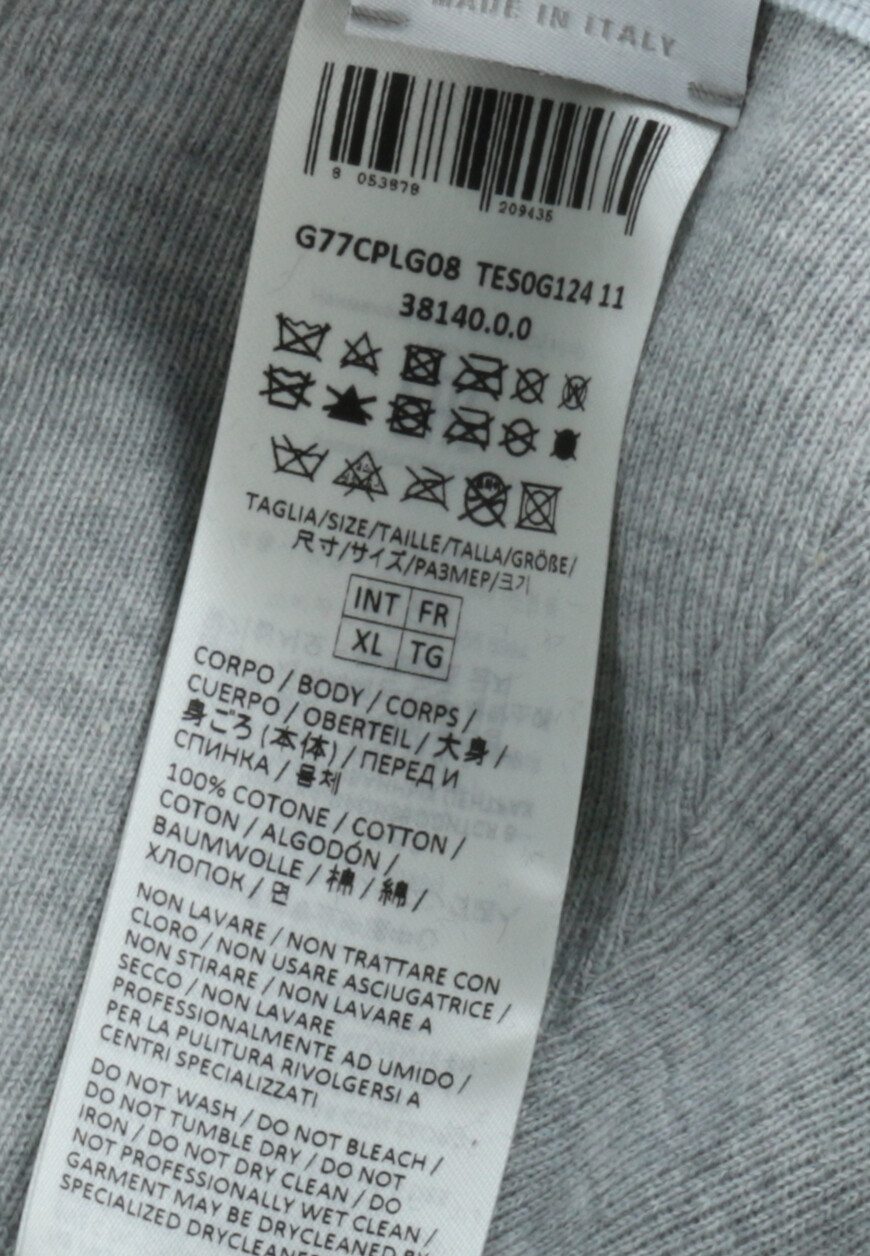 MADE IN ITALY
8 053878 209435
G77CPLG08 TES0G124 11
38140.0.0
TAGLIA/SIZE/TAILLE/TALLA/GRÖßE/
尺寸/サイズ/РАЗМЕР/크기
INT FR
XL TG
CORPO / BODY / CORPS /
CUERPO / OBERTEIL / 大身 /
身ごろ (本体) / ПЕРЕД И
СПИНКА / 몸체
100% COTONE / COTTON /
COTON / ALGODÓN /
BAUMWOLLE / 棉 / 綿 /
ХЛОПОК / 면
NON LAVARE / NON TRATTARE CON
CLORO / NON USARE ASCIUGATRICE /
NON STIRARE / NON LAVARE A
SECCO / NON LAVARE
PROFESSIONALMENTE AD UMIDO /
PER LA PULITURA RIVOLGERSI A
CENTRI SPECIALIZZATI
DO NOT WASH / DO NOT BLEACH /
DO NOT TUMBLE DRY / DO NOT
IRON / DO NOT DRY CLEAN / DO
NOT PROFESSIONALLY WET CLEAN /
GARMENT MAY BE DRYCLEANED BY
SPECIALIZED